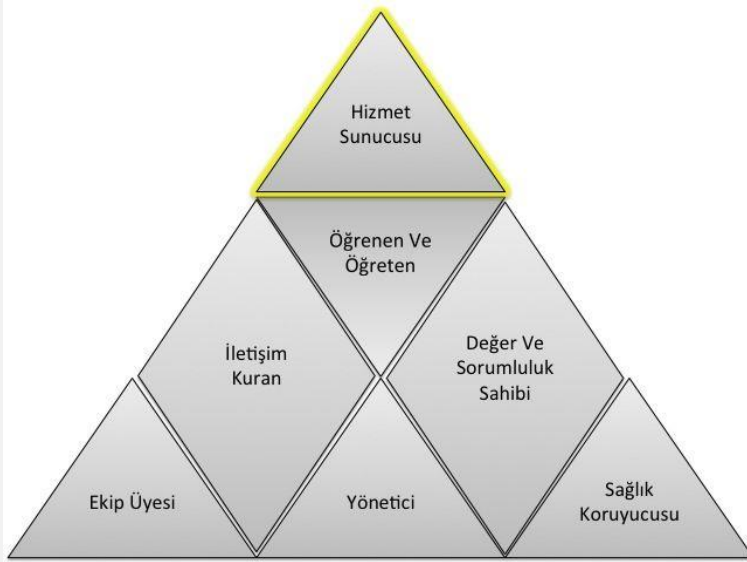 Hizmet
Sunucusu
Öğrenen Ve
Öğreten
İletişim
Kuran
Değer Ve
Sorumluluk
Sahibi
Ekip Üyesi
Yönetici
Sağlık
Koruyucusu